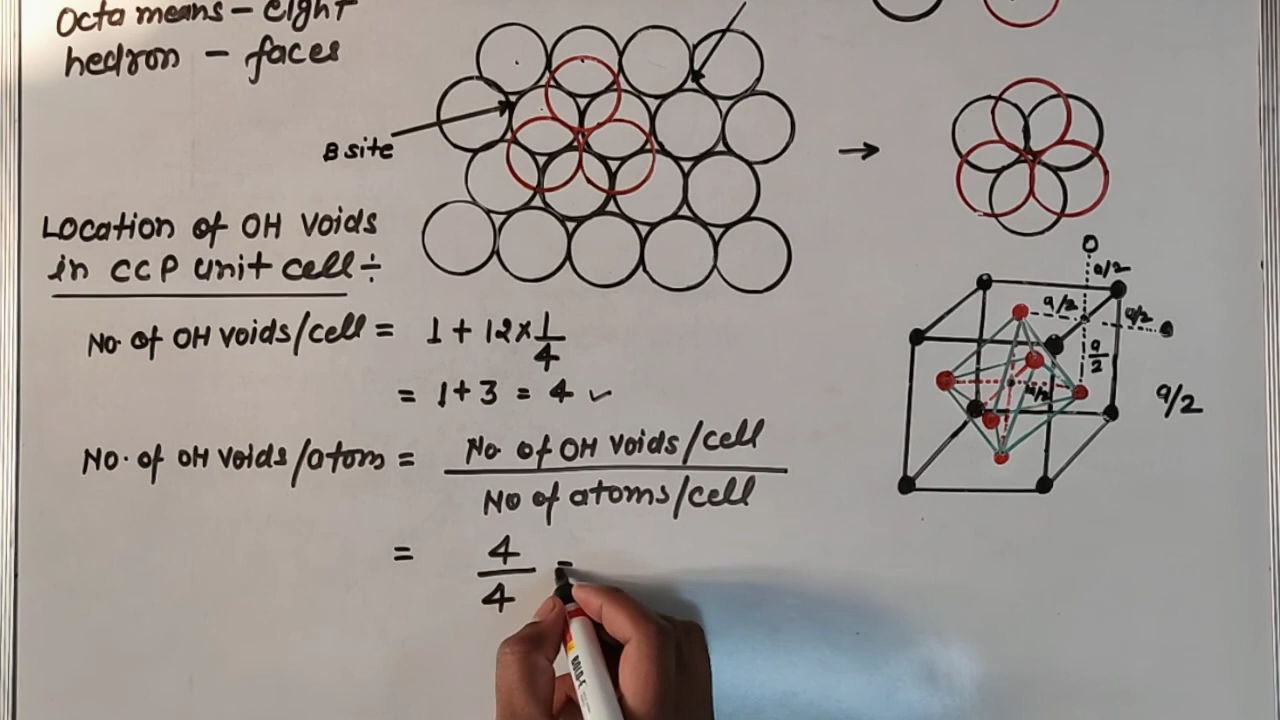 Octa means - eight
hedron - faces
B site
Location of OH voids
in CCP unit cell ÷
No. of OH voids/cell = 1 + 12 × 1/4
= 1 + 3 = 4 ✓
No. of OH voids/atom = No. of OH voids/cell
No of atoms/cell
= 4/4 =
a/2
a/2
a/2
a/2
a/2
a/2
BOLD-E